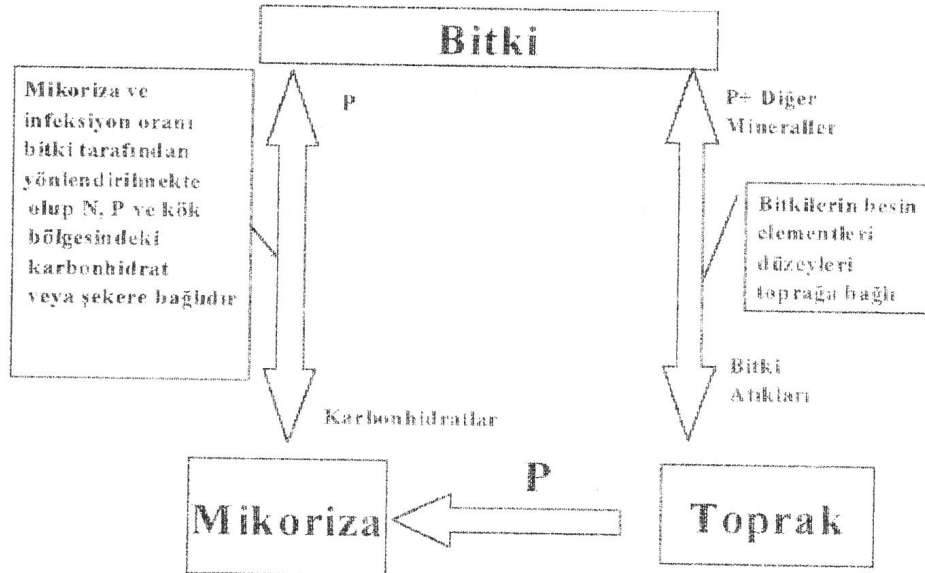 Bitki
Mikoriza ve
infeksiyon oranı
bitki tarafından
yönlendirilmekte
olup N, P ve kök
bölgesindeki
karbonhidrat
veya şekere bağlıdır
P
P+ Diğer
Mineraller
Bitkilerin besin
elementleri
düzeyleri
toprağa bağlı
Bitki
Atıkları
Karbonhidratlar
P
Mikoriza
Toprak